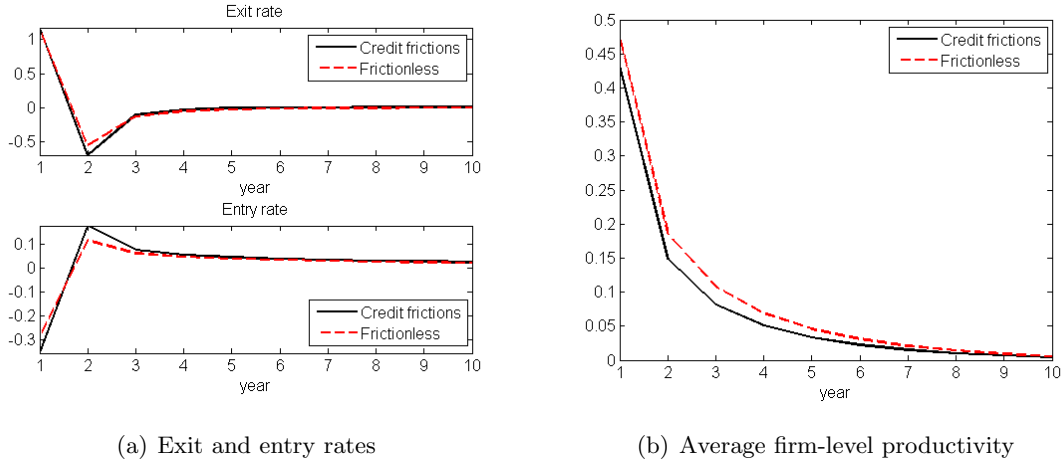 Exit rate
1
0.5
0
-0.5
Credit frictions
Frictionless
1 2 3 4 5 6 7 8 9 10
year
Entry rate
0.1
0
-0.1
-0.2
-0.3
Credit frictions
Frictionless
1 2 3 4 5 6 7 8 9 10
year
(a) Exit and entry rates
0.5
0.45
0.4
0.35
0.3
0.25
0.2
0.15
0.1
0.05
0
Credit frictions
Frictionless
1 2 3 4 5 6 7 8 9 10
year
(b) Average firm-level productivity